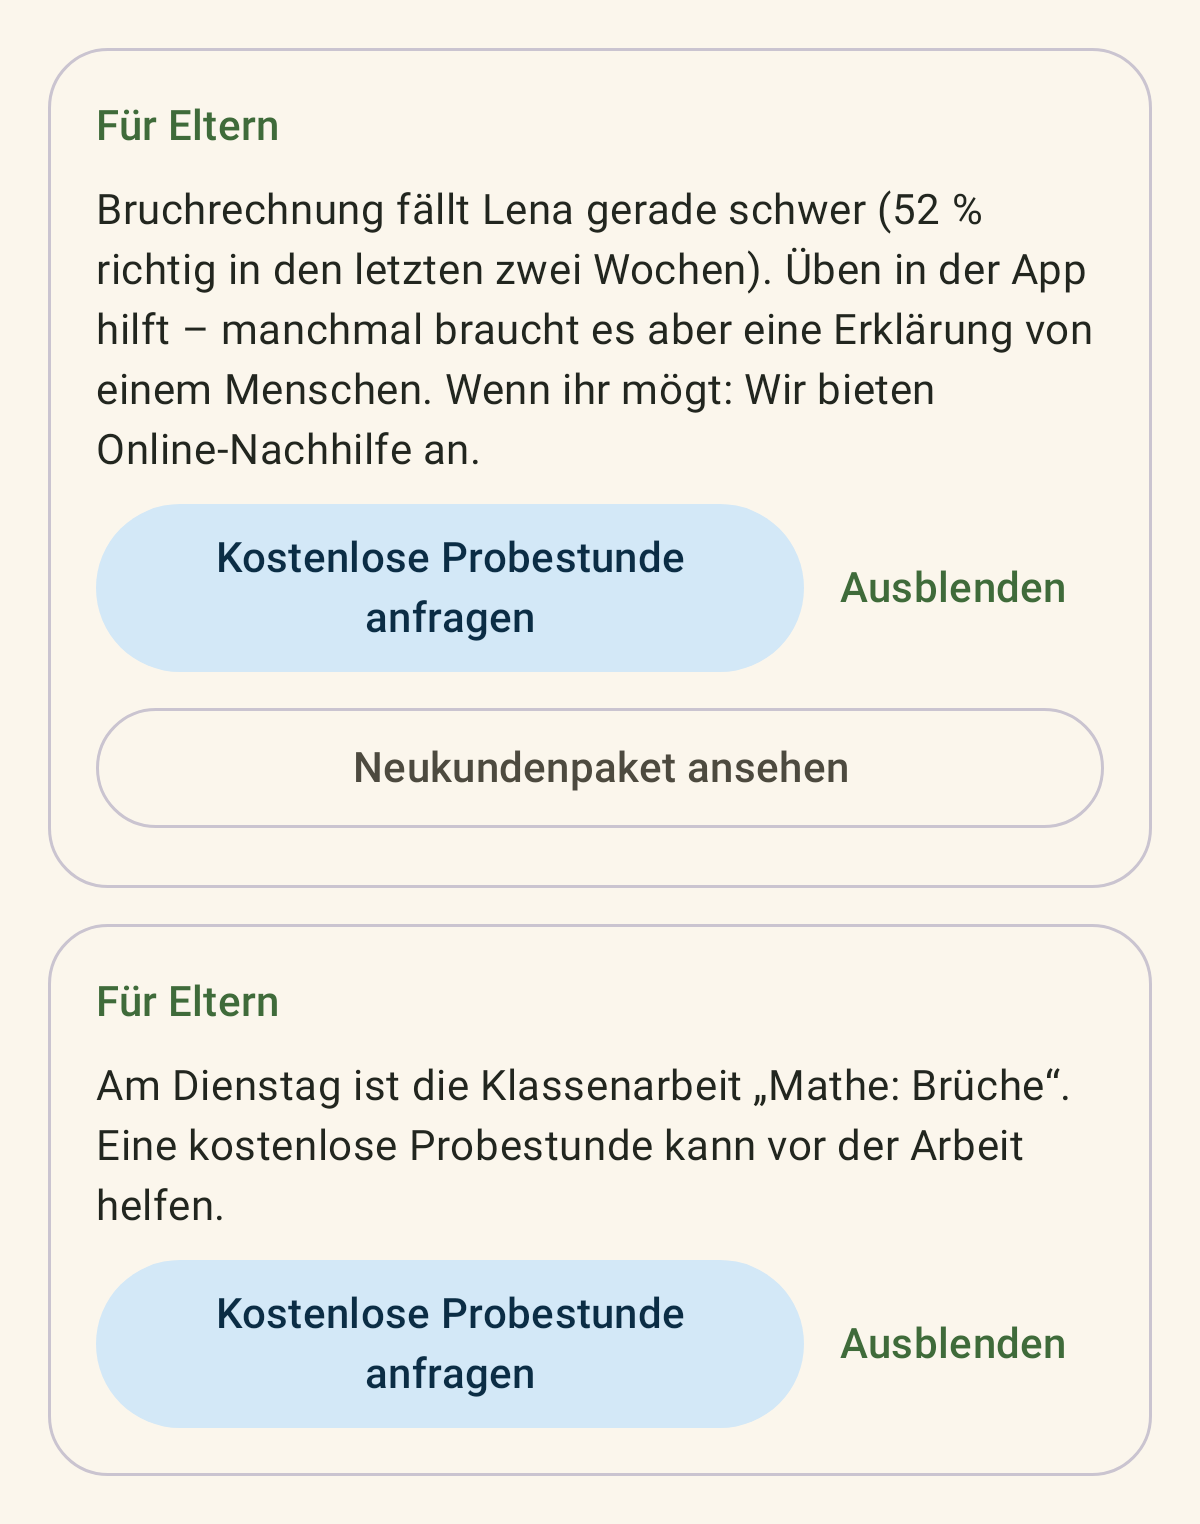 Für Eltern
Bruchrechnung fällt Lena gerade schwer (52 %
richtig in den letzten zwei Wochen). Üben in der App
hilft – manchmal braucht es aber eine Erklärung von
einem Menschen. Wenn ihr mögt: Wir bieten
Online-Nachhilfe an.
Kostenlose Probestunde
anfragen
Ausblenden
Neukundenpaket ansehen
Für Eltern
Am Dienstag ist die Klassenarbeit „Mathe: Brüche“.
Eine kostenlose Probestunde kann vor der Arbeit
helfen.
Kostenlose Probestunde
anfragen
Ausblenden